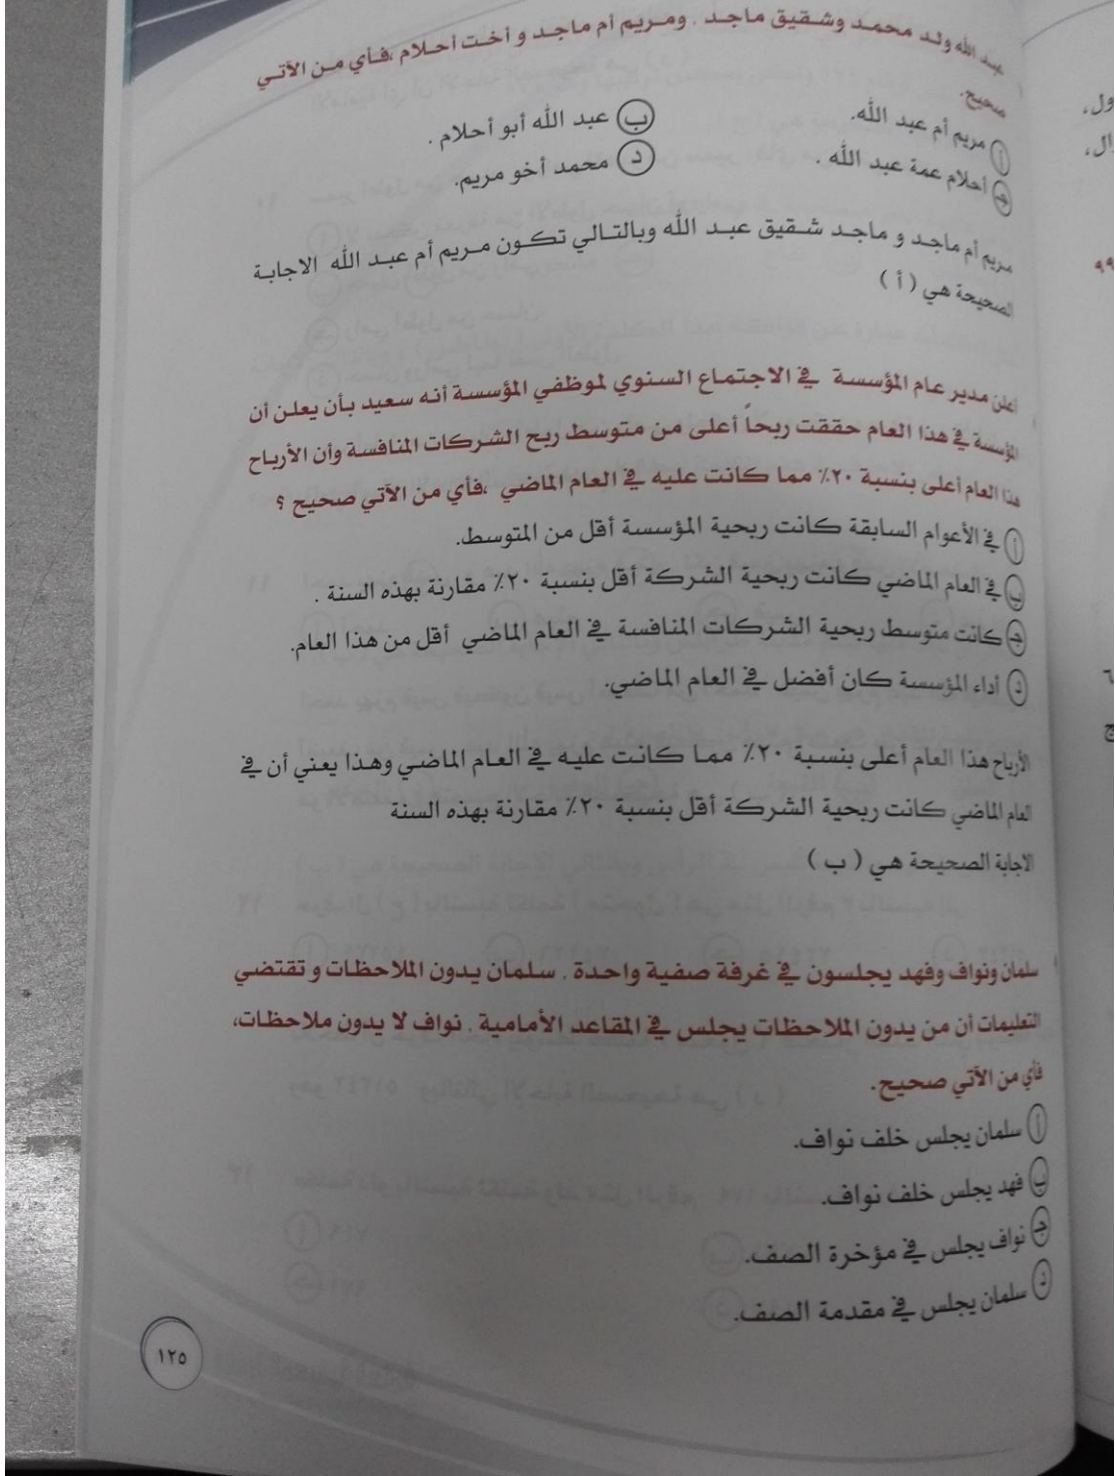 عبد الله ولد محمد وشقيق ماجد . ومريم أم ماجد و أخت أحلام ،فأي من الآتي
صحيح.
أ مريم أم عبد الله.
ب عبد الله أبو أحلام .
ج أحلام عمة عبد الله .
د محمد أخو مريم.
مريم أم ماجد و ماجد شقيق عبد الله وبالتالي تكون مريم أم عبد الله الاجابة
الصحيحة هي ( أ )
أعلن مدير عام المؤسسة في الاجتماع السنوي لموظفي المؤسسة أنه سعيد بأن يعلن أن
المؤسسة في هذا العام حققت ربحاً أعلى من متوسط ربح الشركات المنافسة وأن الأرباح
هذا العام أعلى بنسبة ٢٠٪ مما كانت عليه في العام الماضي ،فأي من الآتي صحيح ؟
أ في الأعوام السابقة كانت ربحية المؤسسة أقل من المتوسط.
ب في العام الماضي كانت ربحية الشركة أقل بنسبة ٢٠٪ مقارنة بهذه السنة .
ج كانت متوسط ربحية الشركات المنافسة في العام الماضي أقل من هذا العام.
د أداء المؤسسة كان أفضل في العام الماضي.
الأرباح هذا العام أعلى بنسبة ٢٠٪ مما كانت عليه في العام الماضي وهذا يعني أن في
العام الماضي كانت ربحية الشركة أقل بنسبة ٢٠٪ مقارنة بهذه السنة
الاجابة الصحيحة هي ( ب )
سلمان ونواف وفهد يجلسون في غرفة صفية واحدة . سلمان يدون الملاحظات و تقتضي
التعليمات أن من يدون الملاحظات يجلس في المقاعد الأمامية . نواف لا يدون ملاحظات،
فأي من الآتي صحيح.
أ سلمان يجلس خلف نواف.
ب فهد يجلس خلف نواف.
ج نواف يجلس في مؤخرة الصف.
د سلمان يجلس في مقدمة الصف.
١٢٥